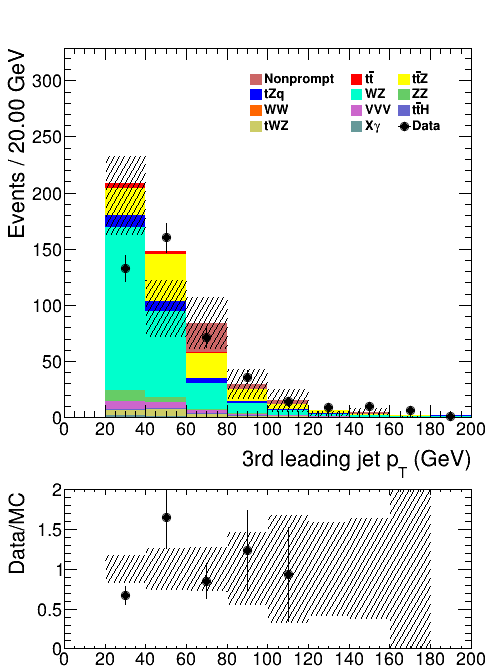 Events / 20.00 GeV
300
250
200
150
100
50
0
Nonprompt tt̄ tt̄Z
tZq WZ ZZ
WW VVV tt̄H
tWZ Xγ Data
0 20 40 60 80 100 120 140 160 180 200
3rd leading jet pT (GeV)
Data/MC
2
1.5
1
0.5
0
0 20 40 60 80 100 120 140 160 180 200